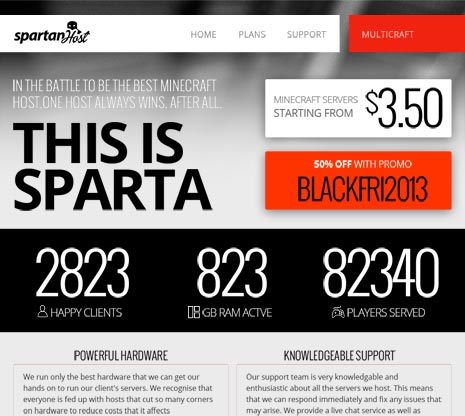 spartanHost
HOME PLANS SUPPORT MULTICRAFT
IN THE BATTLE TO BE THE BEST MINECRAFT
HOST,ONE HOST ALWAYS WINS. AFTER ALL,
THIS IS
SPARTA
MINECRAFT SERVERS
STARTING FROM
$3.50
50% OFF WITH PROMO
BLACKFRI2013
2823 823 82340
HAPPY CLIENTS GB RAM ACTVE PLAYERS SERVED
POWERFUL HARDWARE
We run only the best hardware that we can get our
hands on to run our client's servers. We recognise that
everyone is fed up with hosts that cut so many corners
on hardware to reduce costs that it affects
KNOWLEDGEABLE SUPPORT
Our support team is very knowledgeable and
enthusiastic about all the servers we host. This means
that we can respond immediately and fix any issues that
may arise. We provide a live chat service as well as